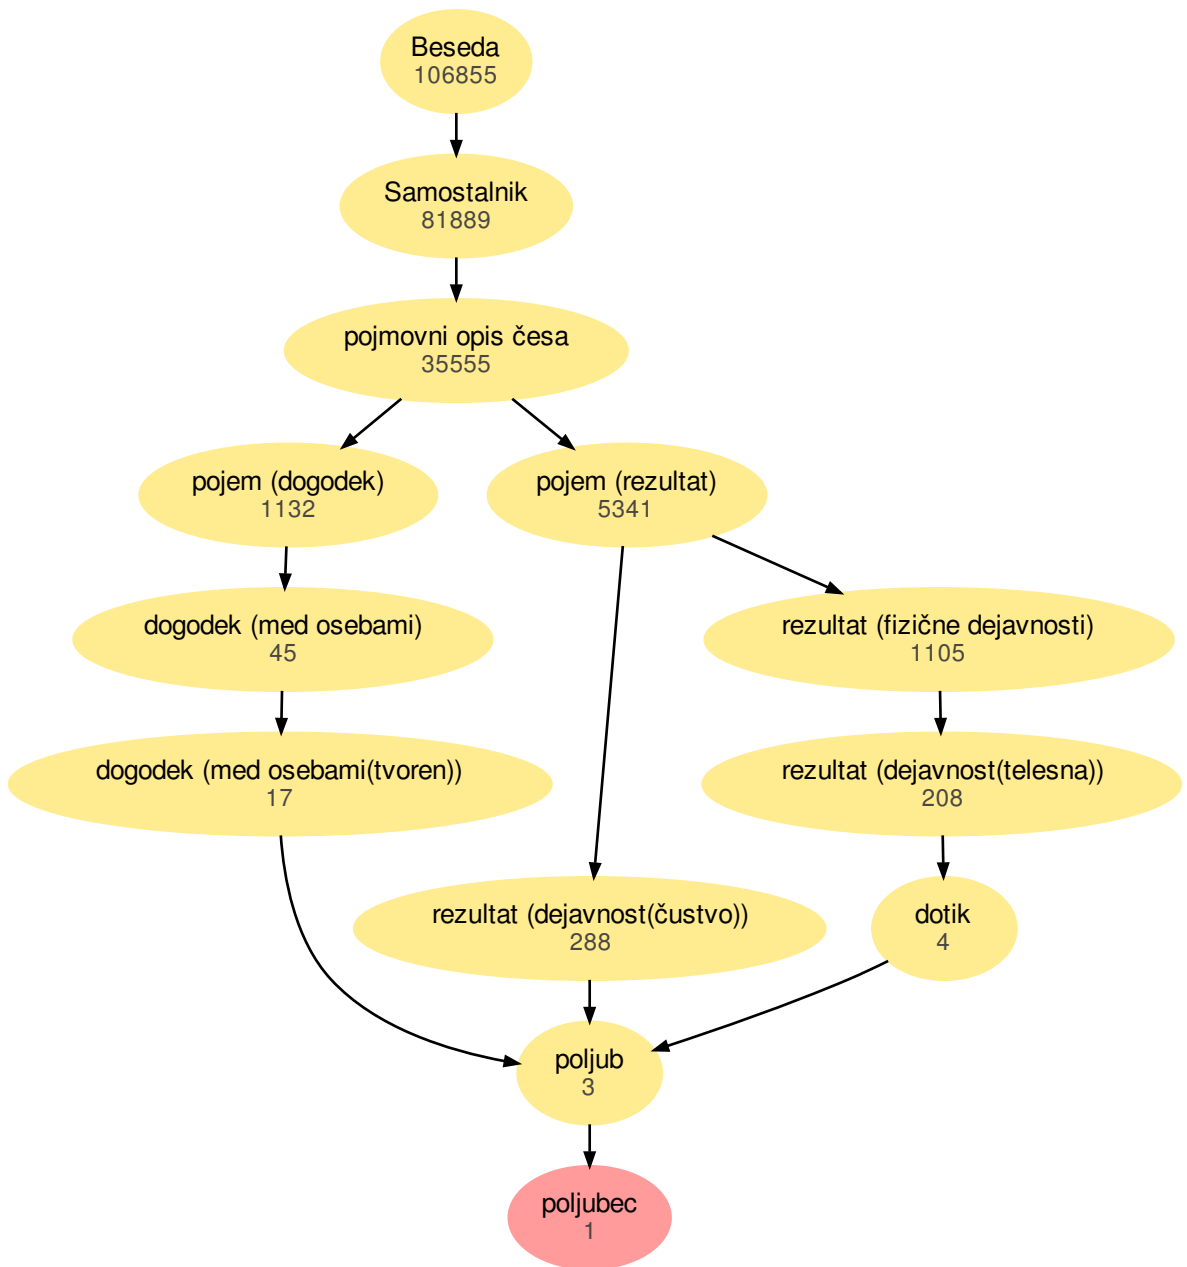 Beseda
106855
Samostalnik
81889
pojmovni opis česa
35555
pojem (dogodek)
1132
pojem (rezultat)
5341
dogodek (med osebami)
45
rezultat (fizične dejavnosti)
1105
dogodek (med osebami(tvoren))
17
rezultat (dejavnost(telesna))
208
rezultat (dejavnost(čustvo))
288
dotik
4
poljub
3
poljubec
1